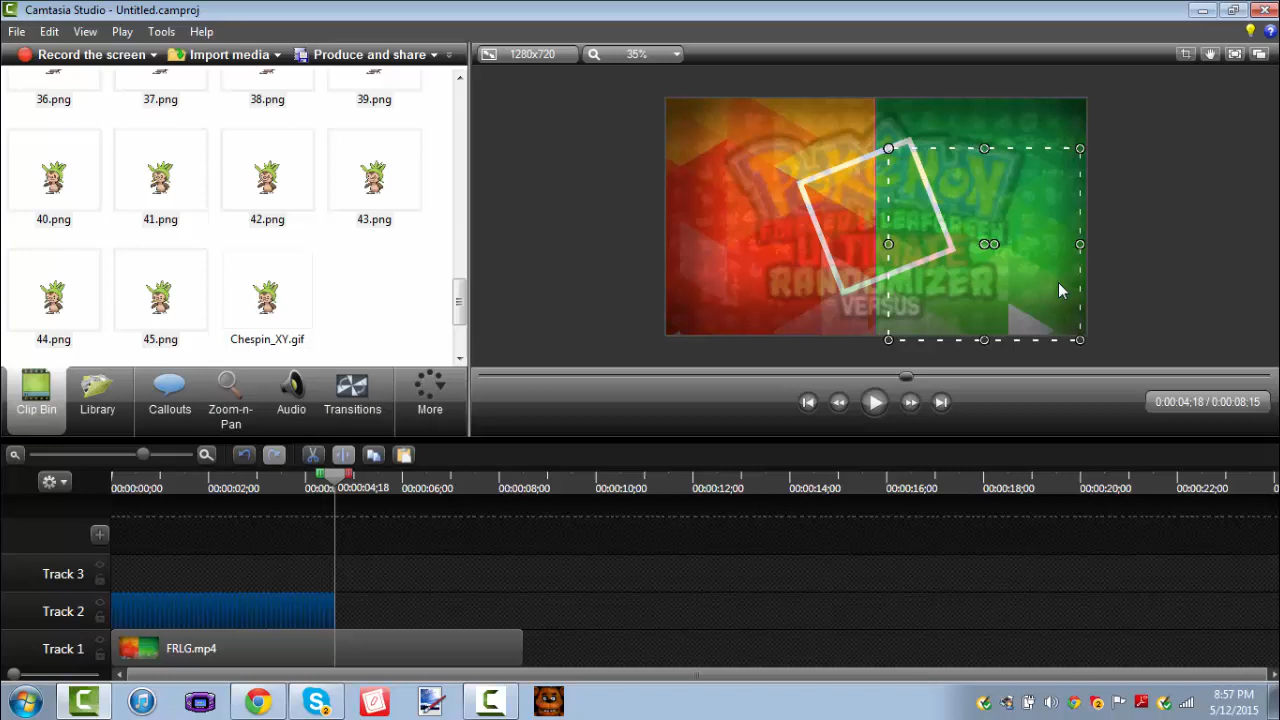 Camtasia Studio - Untitled.camproj
File Edit View Play Tools Help
Record the screen Import media Produce and share
1280x720 35%
36.png 37.png 38.png 39.png
40.png 41.png 42.png 43.png
44.png 45.png Chespin_XY.gif
POKEMON
ULTIMATE
RANDOMIZER
VERSUS
Clip Bin Library Callouts Zoom-n-Pan Audio Transitions More
0:00:04;18 / 0:00:08;15
00:00:00;00 00:00:02;00 00:00:04;18 00:00:06;00 00:00:08;00 00:00:10;00 00:00:12;00 00:00:14;00 00:00:16;00 00:00:18;00 00:00:20;00 00:00:22;00
Track 3
Track 2
Track 1 FRLG.mp4
8:57 PM
5/12/2015